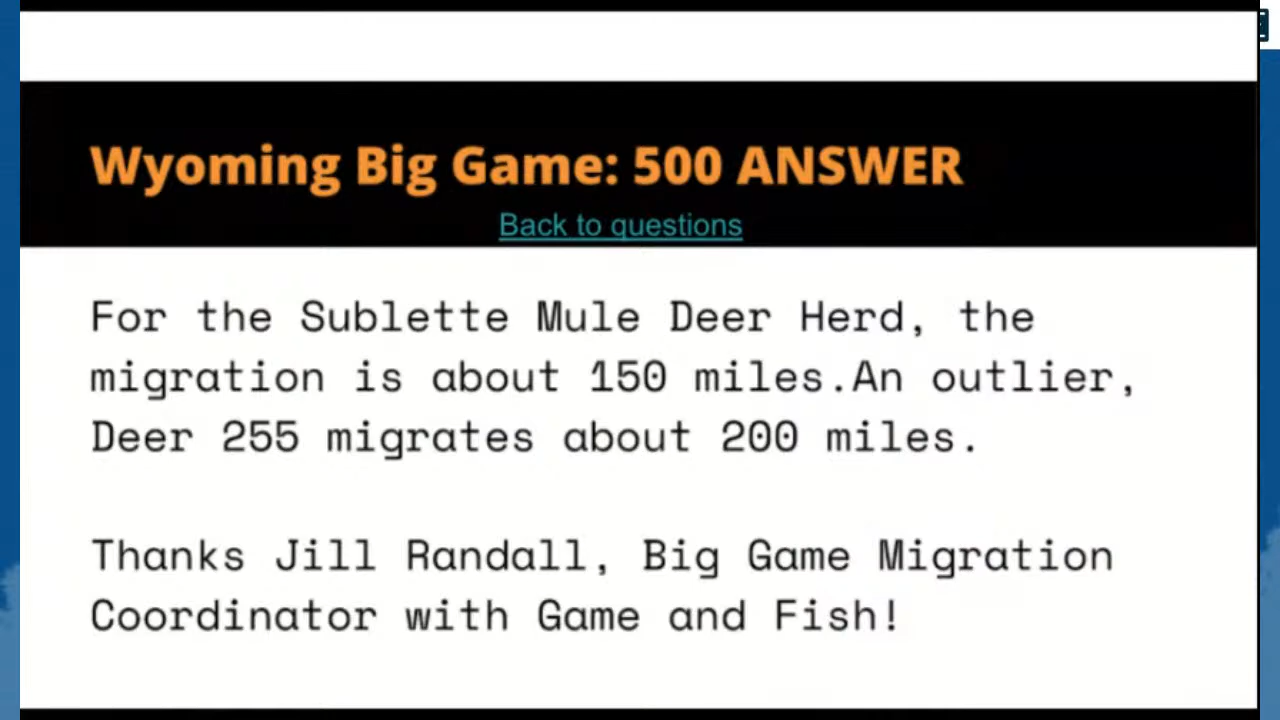 Wyoming Big Game: 500 ANSWER
Back to questions
For the Sublette Mule Deer Herd, the
migration is about 150 miles.An outlier,
Deer 255 migrates about 200 miles.
Thanks Jill Randall, Big Game Migration
Coordinator with Game and Fish!